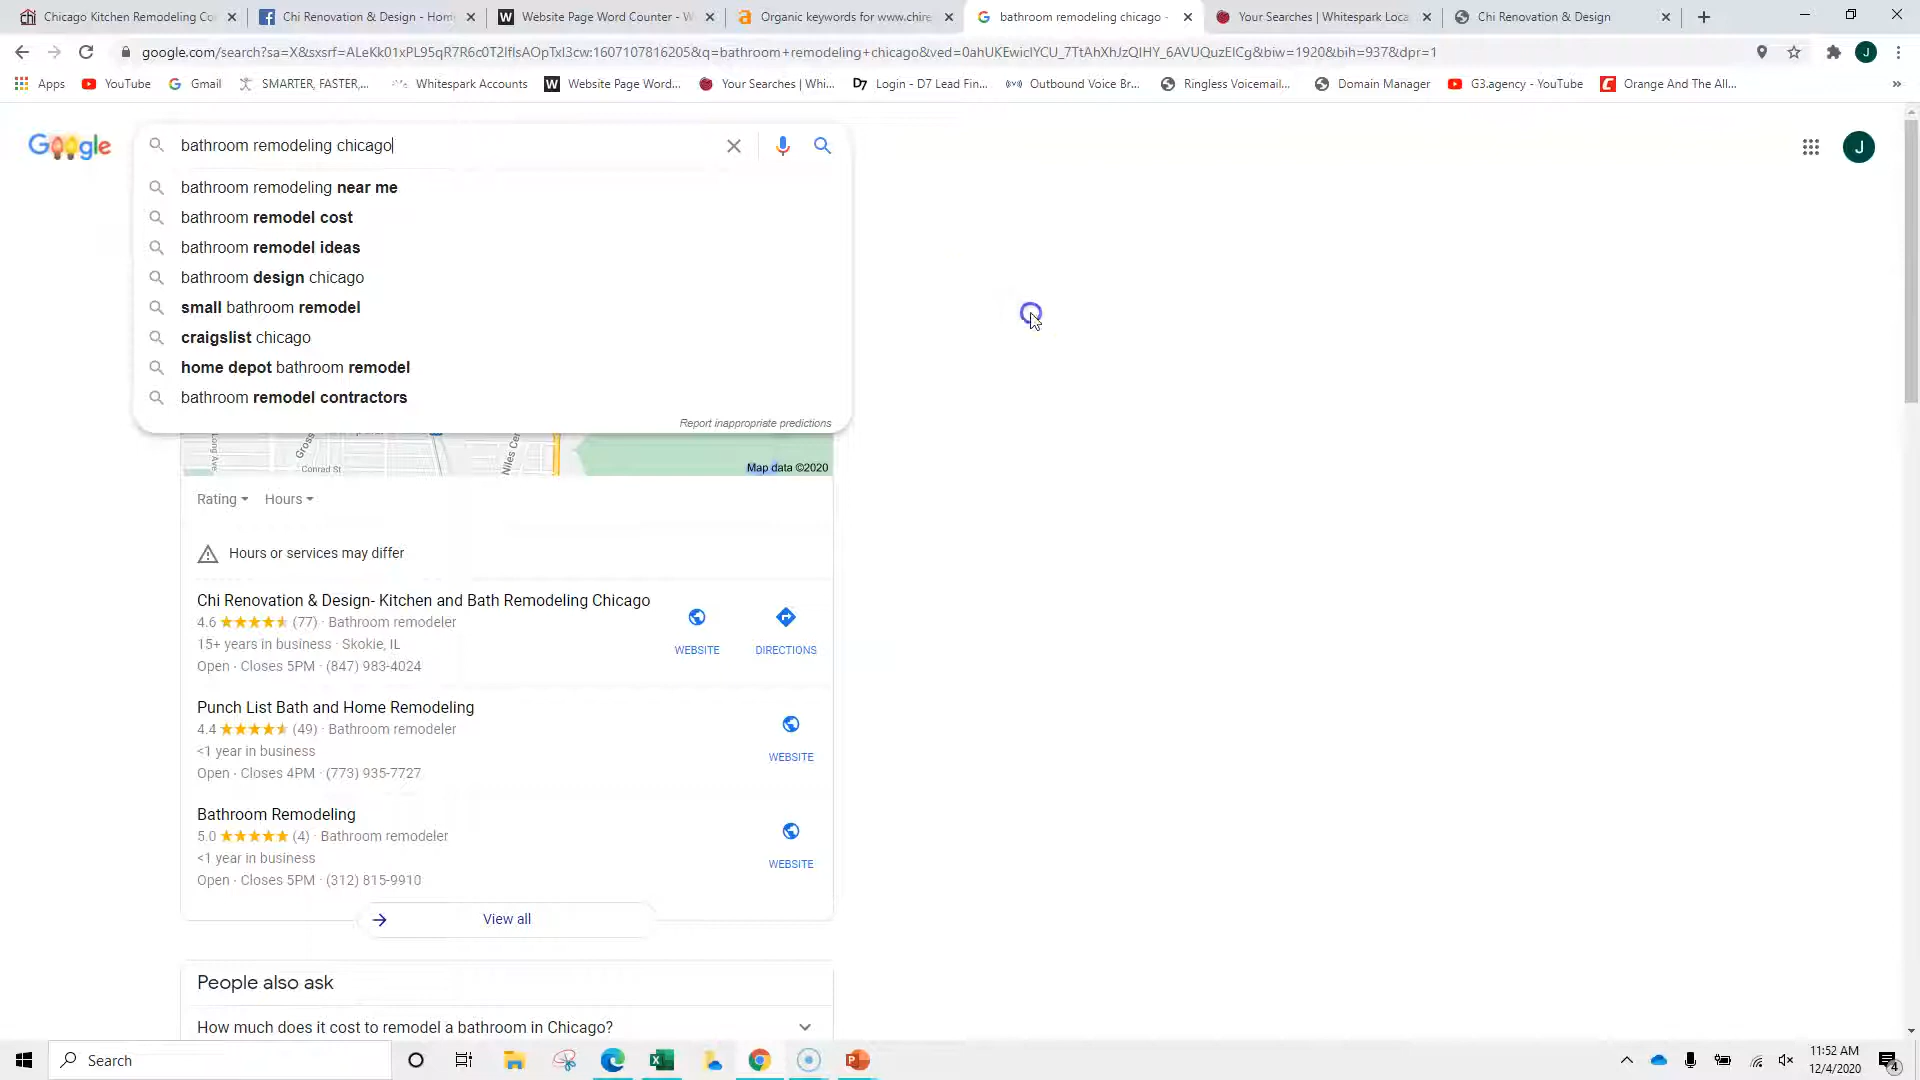 Chicago Kitchen Remodeling Co
Chi Renovation & Design - Hom
Website Page Word Counter - W
Organic keywords for www.chire
bathroom remodeling chicago -
Your Searches | Whitespark Loca
Chi Renovation & Design
google.com/search?sa=X&sxsrf=ALeKk01xPL95qR7R6c0T2IflsAOpTxI3cw:1607107816205&q=bathroom+remodeling+chicago&ved=0ahUKEwiclYCU_7TtAhXhJzQIHY_6AVUQuzEICg&biw=1920&bih=937&dpr=1
J
Apps
YouTube
Gmail
SMARTER, FASTER,...
Whitespark Accounts
W Website Page Word...
Your Searches | Whi...
D7 Login - D7 Lead Fin...
Outbound Voice Br...
Ringless Voicemail...
Domain Manager
G3.agency - YouTube
Orange And The All...
Google
bathroom remodeling chicago
J
bathroom remodeling near me
bathroom remodel cost
bathroom remodel ideas
bathroom design chicago
small bathroom remodel
craigslist chicago
home depot bathroom remodel
bathroom remodel contractors
Report inappropriate predictions
Long Ave
Gross
Conrad St
Niles Cen
Map data ©2020
Rating
Hours
Hours or services may differ
Chi Renovation & Design- Kitchen and Bath Remodeling Chicago
4.6 (77) · Bathroom remodeler
15+ years in business · Skokie, IL
Open · Closes 5PM · (847) 983-4024
WEBSITE
DIRECTIONS
Punch List Bath and Home Remodeling
4.4 (49) · Bathroom remodeler
<1 year in business
Open · Closes 4PM · (773) 935-7727
WEBSITE
Bathroom Remodeling
5.0 (4) · Bathroom remodeler
<1 year in business
Open · Closes 5PM · (312) 815-9910
WEBSITE
View all
People also ask
How much does it cost to remodel a bathroom in Chicago?
Search
11:52 AM
12/4/2020
4